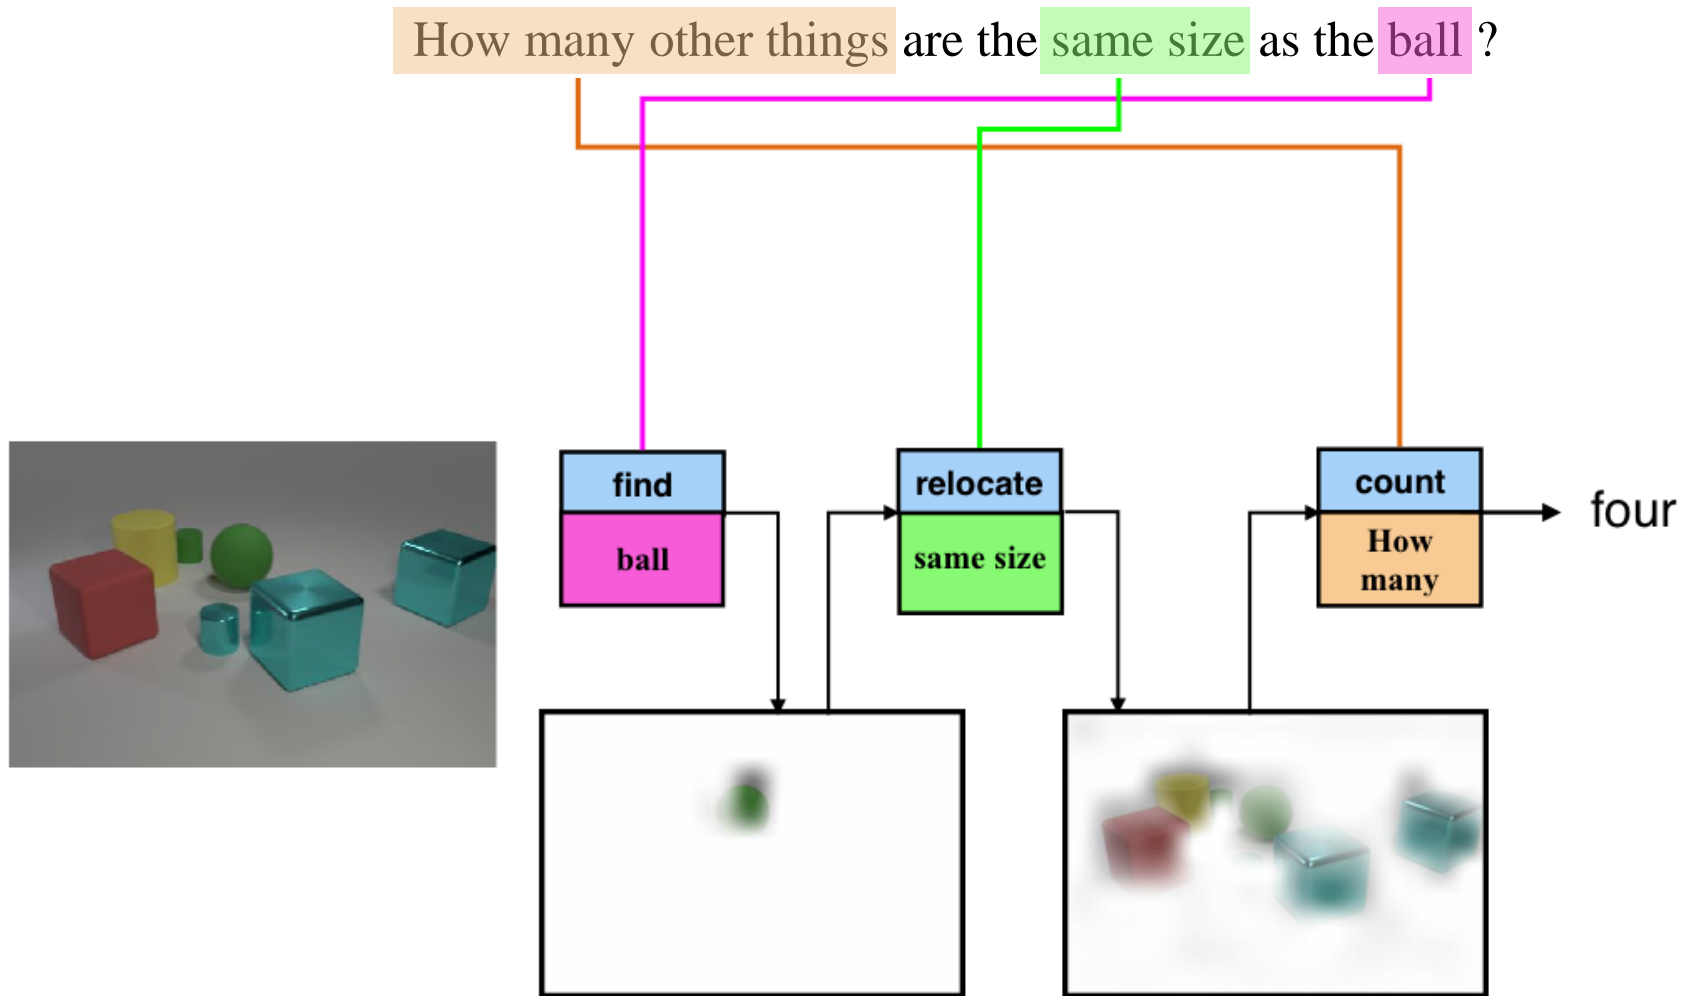 How many other things are the same size as the ball ?
find
ball
relocate
same size
count
How
many
four